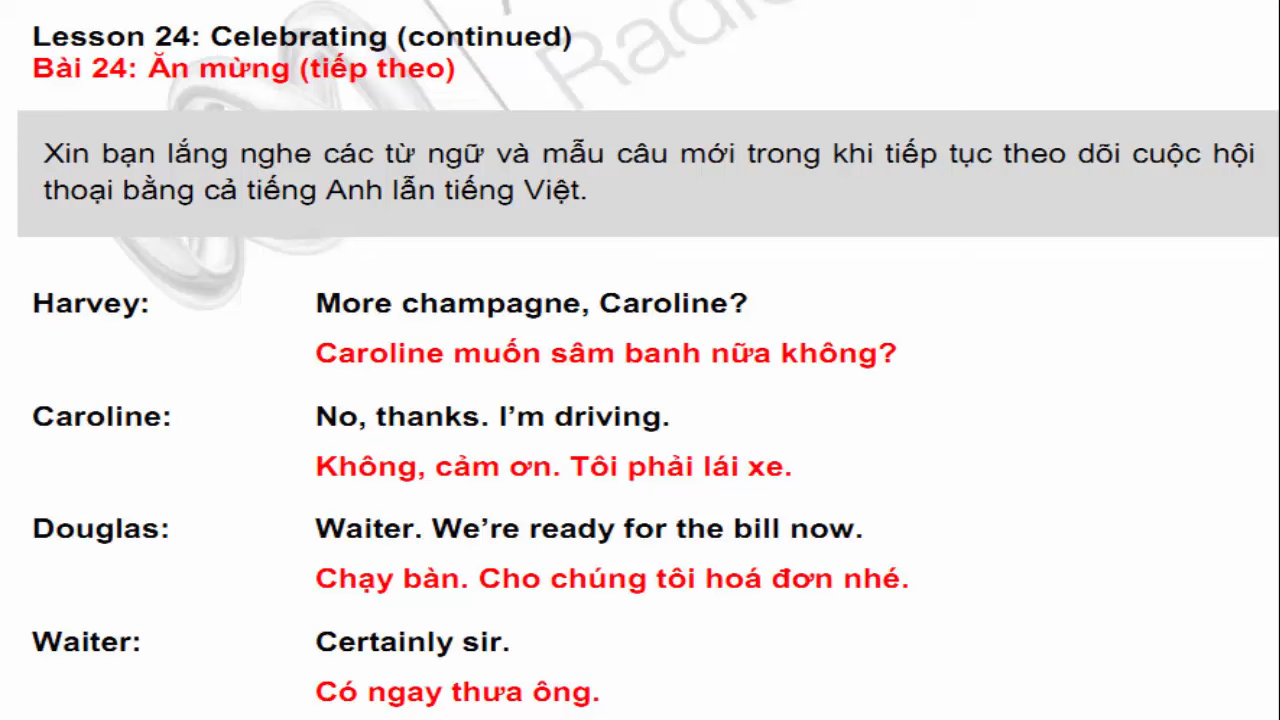 Radio
Lesson 24: Celebrating (continued)
Bài 24: Ăn mừng (tiếp theo)
Xin bạn lắng nghe các từ ngữ và mẫu câu mới trong khi tiếp tục theo dõi cuộc hội
thoại bằng cả tiếng Anh lẫn tiếng Việt.
Harvey: More champagne, Caroline?
Caroline muốn sâm banh nữa không?
Caroline: No, thanks. I’m driving.
Không, cảm ơn. Tôi phải lái xe.
Douglas: Waiter. We’re ready for the bill now.
Chạy bàn. Cho chúng tôi hoá đơn nhé.
Waiter: Certainly sir.
Có ngay thưa ông.